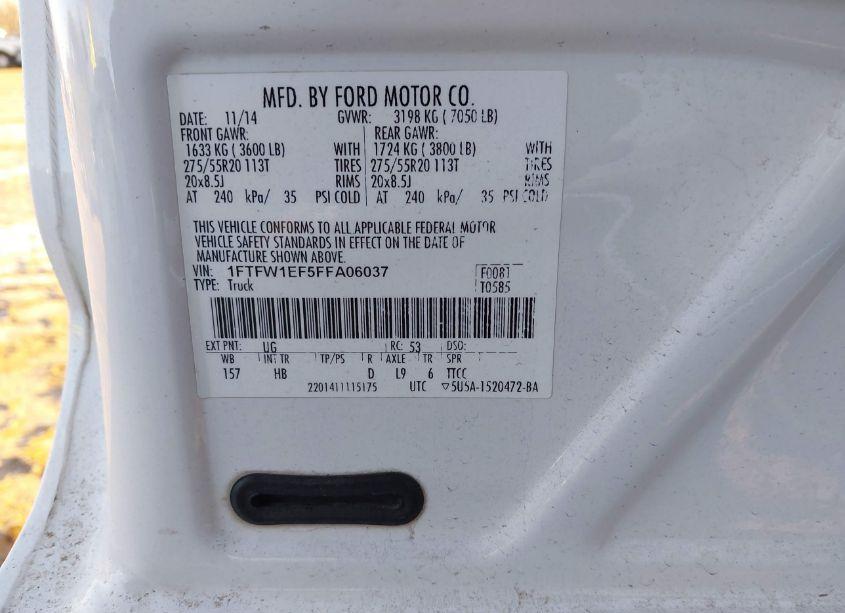 MFD. BY FORD MOTOR CO.
DATE: 11/14 GVWR: 3198 KG ( 7050 LB)
FRONT GAWR: REAR GAWR:
1633 KG ( 3600 LB) WITH 1724 KG ( 3800 LB) WITH
275/55R20 113T TIRES 275/55R20 113T TIRES
20x8.5J RIMS 20x8.5J RIMS
AT 240 kPa/ 35 PSI COLD AT 240 kPa/ 35 PSI COLD
THIS VEHICLE CONFORMS TO ALL APPLICABLE FEDERAL MOTOR
VEHICLE SAFETY STANDARDS IN EFFECT ON THE DATE OF
MANUFACTURE SHOWN ABOVE.
VIN: 1FTFW1EF5FFA06037 F0081
TYPE: Truck T0585
EXT PNT: UG RC: 53 DSO:
WB INT TR TP/PS R AXLE TR SPR
157 HB D L9 6 TTCC
2201411115175 UTC ▽5U5A-1520472-BA